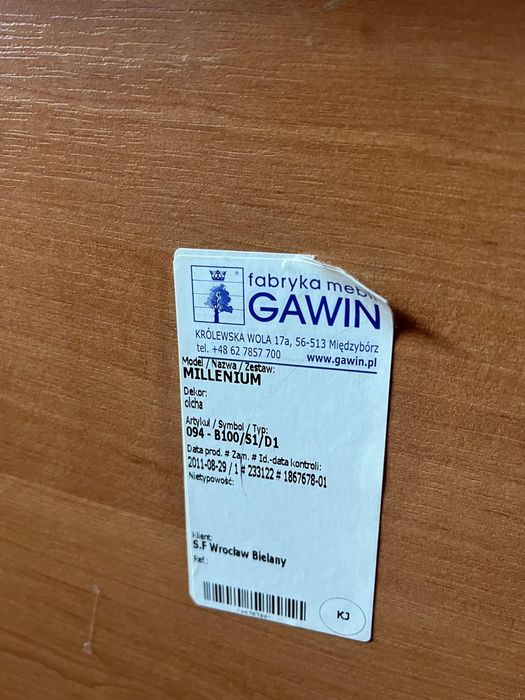 fabryka mebli
GAWIN
KRÓLEWSKA WOLA 17a, 56-513 Międzybórz
tel. +48 62 7857 700 www.gawin.pl
Model / Nazwa / Zestaw:
MILLENIUM
Dekor:
olcha
Artykuł / Symbol / Typ:
094 - B100/S1/D1
Data prod. # Zam. # Id.-data kontroli:
2011-08-29 / 1 # 233122 # 1867678-01
Nietypowość:
Klient:
S.F Wrocław Bielany
Ref.:
KJ